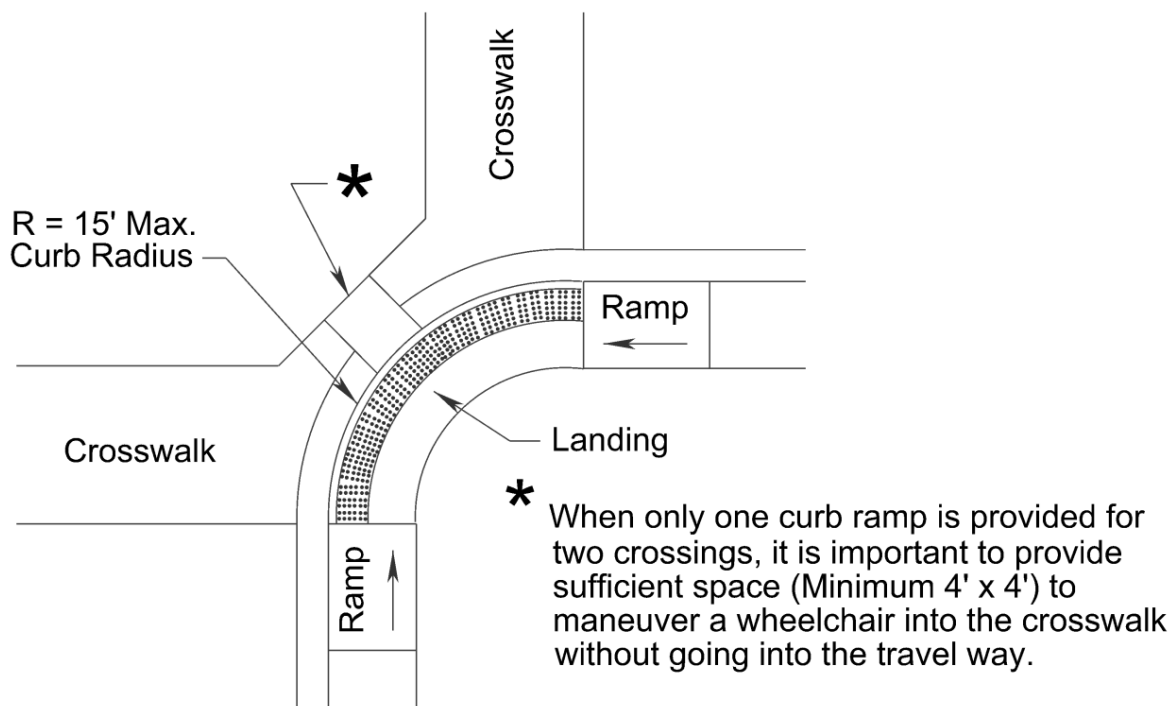 Crosswalk
*
R = 15' Max.
Curb Radius
Ramp
Landing
Crosswalk
Ramp
* When only one curb ramp is provided for
two crossings, it is important to provide
sufficient space (Minimum 4' x 4') to
maneuver a wheelchair into the crosswalk
without going into the travel way.